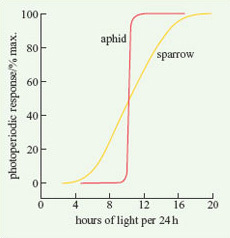 photoperiodic response/% max.
100
80
60
40
20
0
aphid
sparrow
0 4 8 12 16 20
hours of light per 24 h